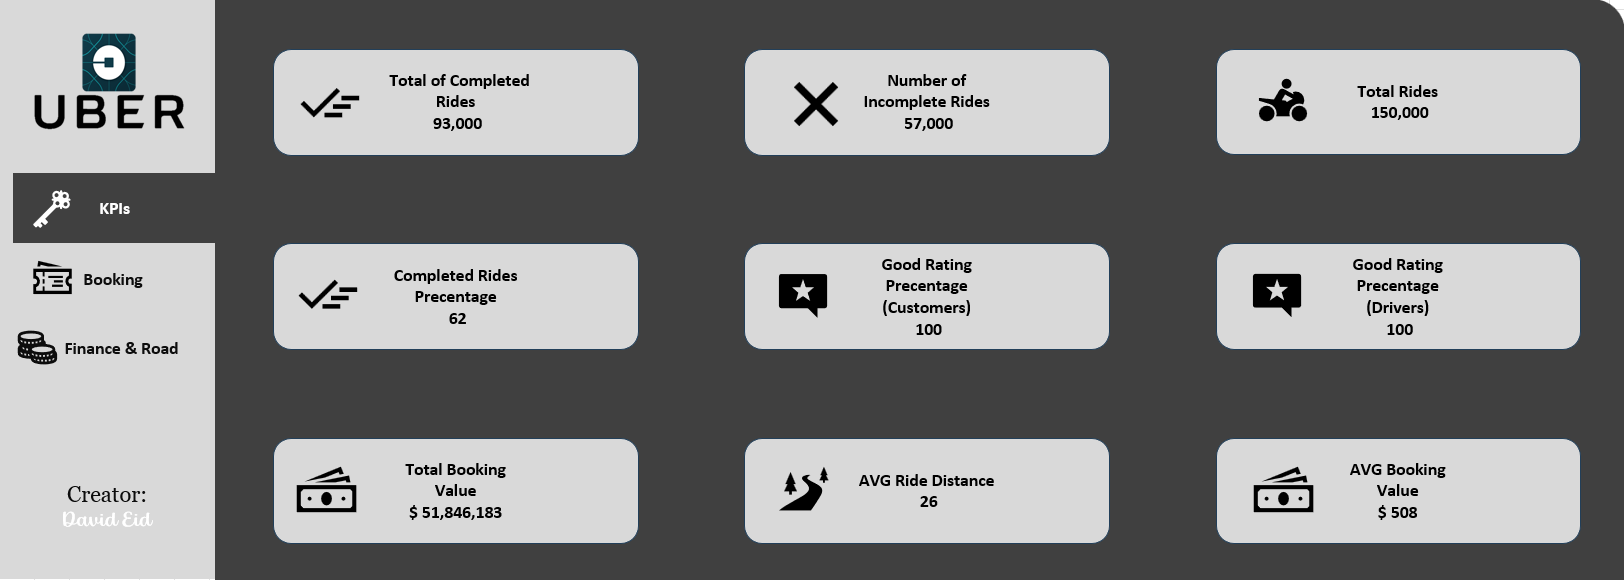 UBER
KPIs
Booking
Finance & Road
Creator:
David Eid
Total of Completed
Rides
93,000
Number of
Incomplete Rides
57,000
Total Rides
150,000
Completed Rides
Precentage
62
Good Rating
Precentage
(Customers)
100
Good Rating
Precentage
(Drivers)
100
Total Booking
Value
$ 51,846,183
AVG Ride Distance
26
AVG Booking
Value
$ 508